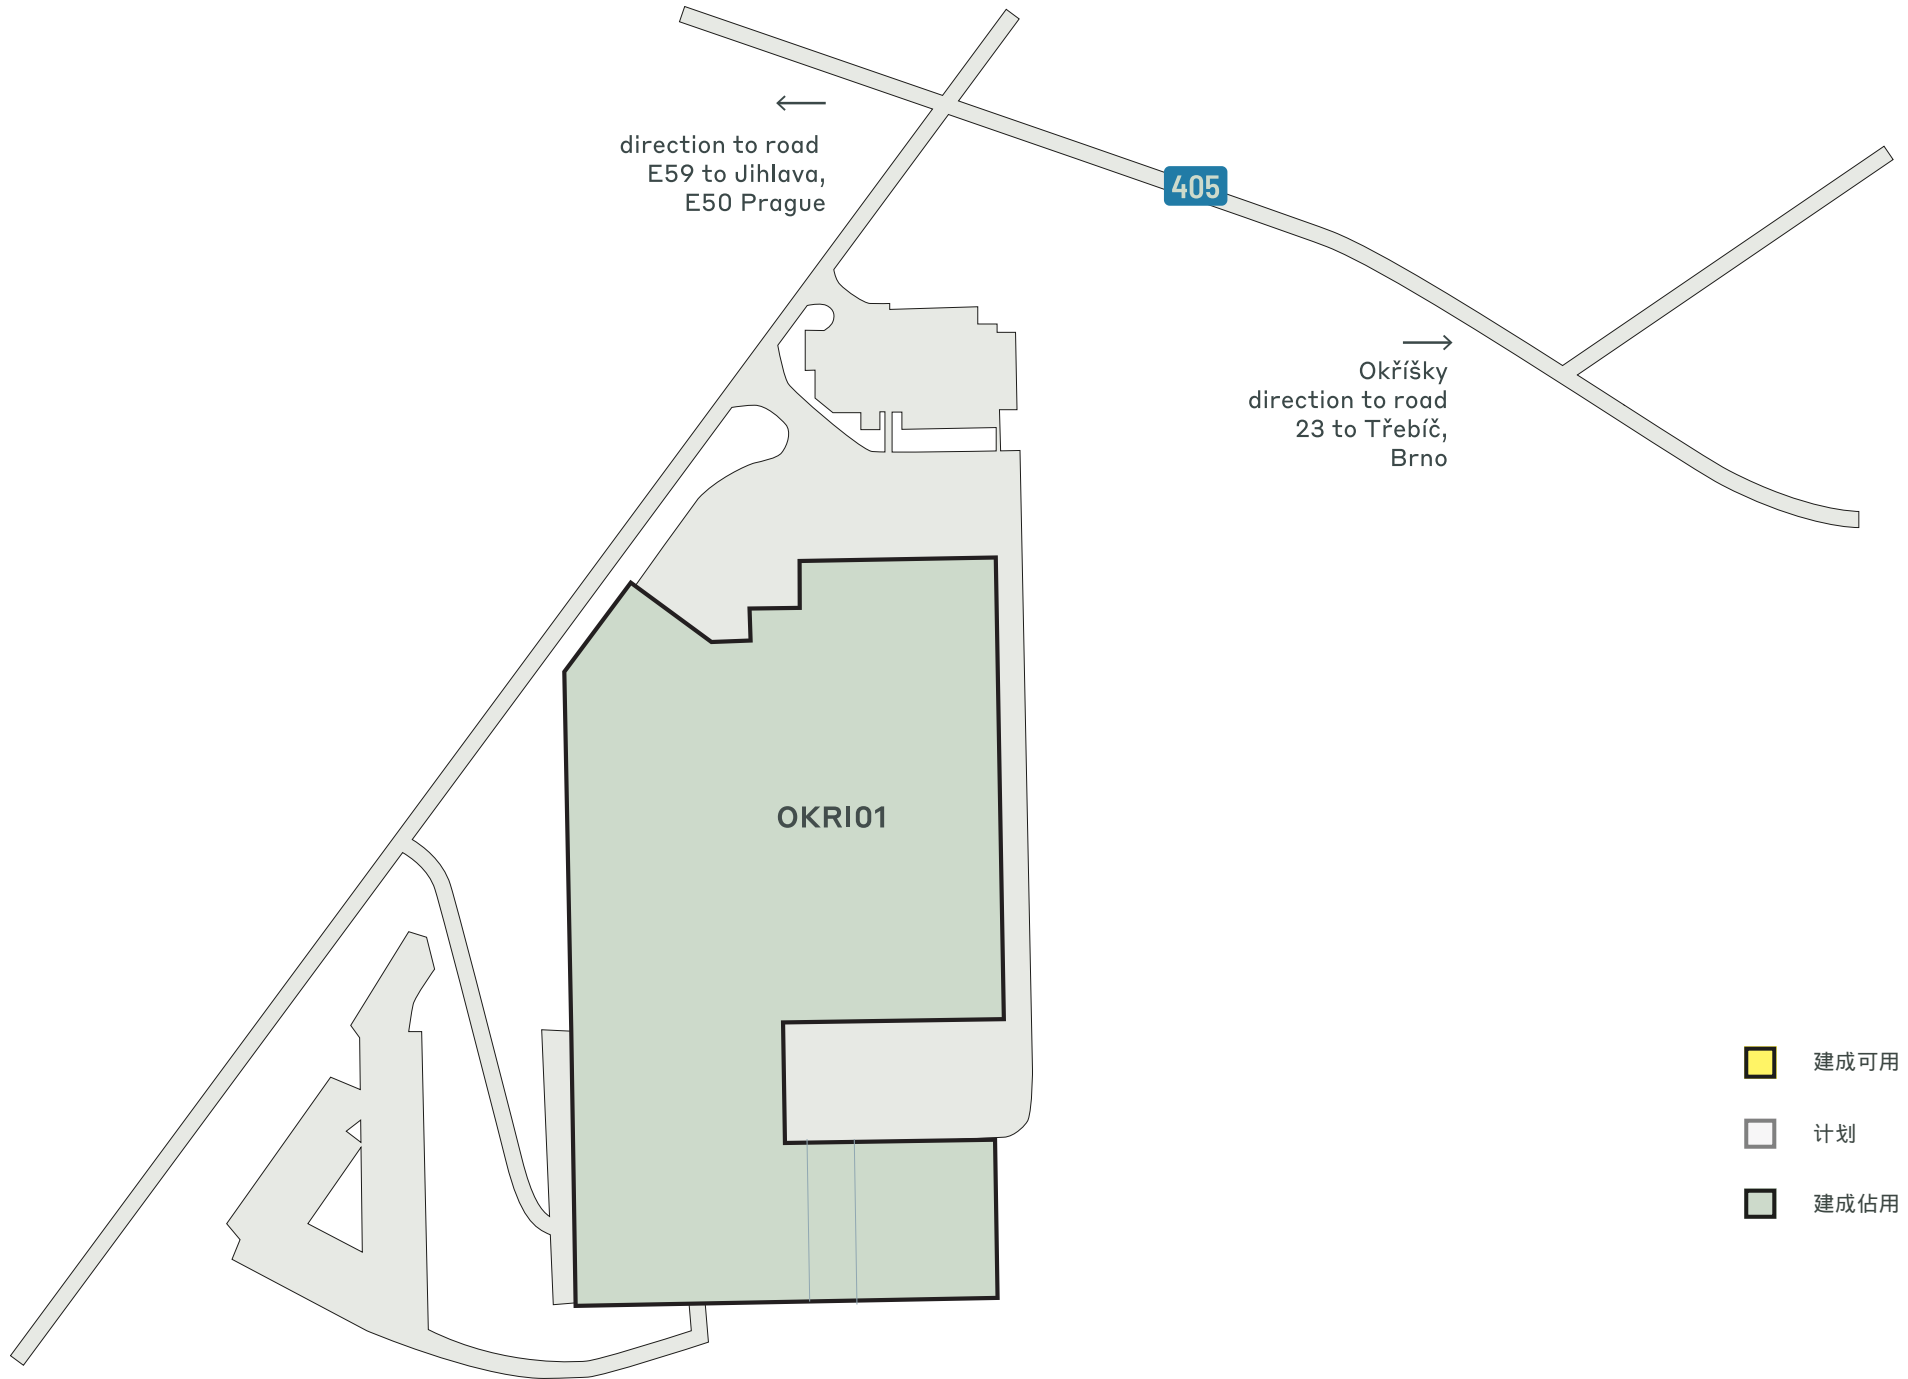 direction to road
E59 to Jihlava,
E50 Prague
405
Okříšky
direction to road
23 to Třebíč,
Brno
OKRI01
建成可用
计划
建成佔用